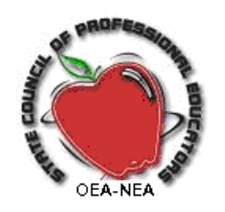 STATE COUNCIL OF PROFESSIONAL EDUCATORS
OEA-NEA